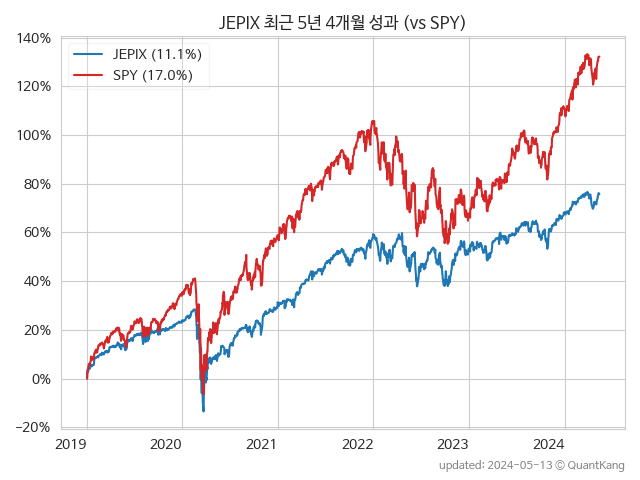 JEPIX 최근 5년 4개월 성과 (vs SPY)
140%
JEPIX (11.1%)
SPY (17.0%)
120%
100%
80%
60%
40%
20%
0%
−20%
2019 2020 2021 2022 2023 2024
updated: 2024-05-13 © QuantKang